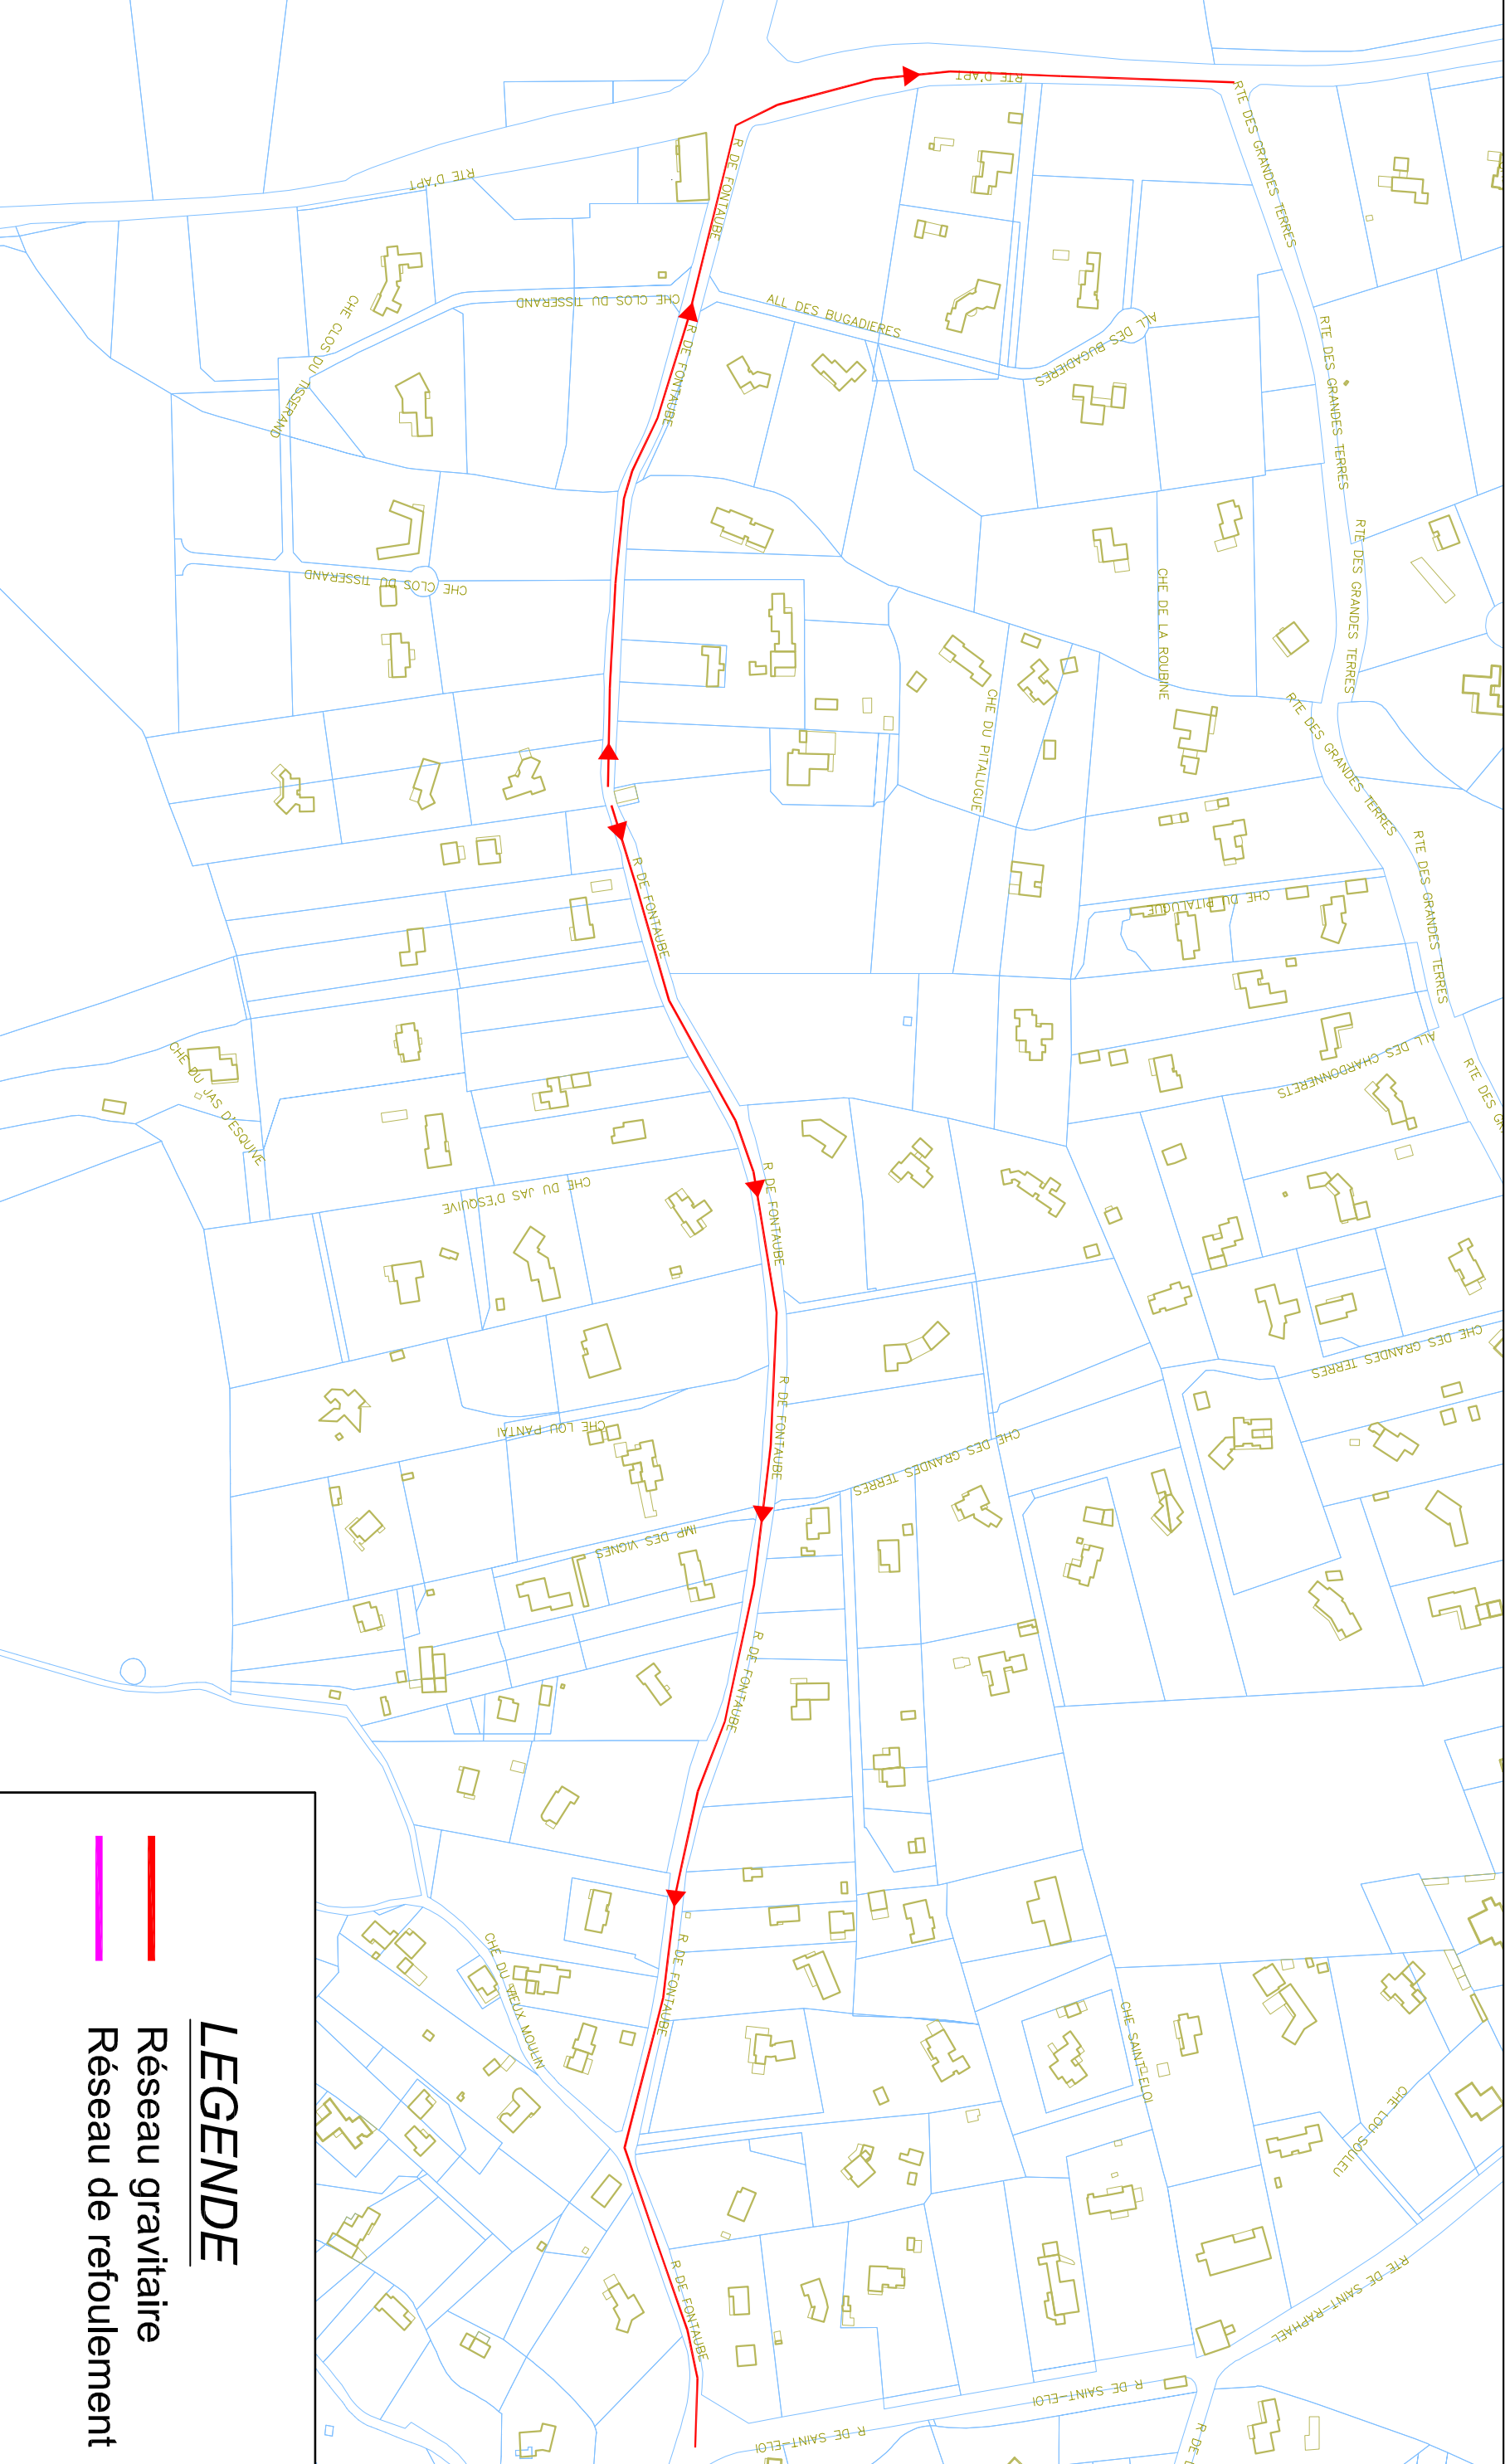 RTE D'APT
RTE DES GRANDES TERRES
R DE FONTAUBE
RTE D'APT
CHE CLOS DU TISSERAND
CHE CLOS DU TISSERAND
ALL DES BUGADIERES
ALL DES BUGADIERES
R DE FONTAUBE
RTE DES GRANDES TERRES
RTE DES GRANDES TERRES
CHE CLOS DU TISSERAND
CHE DE LA ROUBINE
CHE DU PITALUGUE
RTE DES GRANDES TERRES
RTE DES GRANDES TERRES
R DE FONTAUBE
CHE DU PITALUGUE
CHE DU JAS D'ESQUIVE
ALL DES CHARDONNERETS
RTE DES
CHE DU JAS D'ESQUIVE
R DE FONTAUBE
CHE DES GRANDES TERRES
R DE FONTAUBE
CHE LOU PANTAI
CHE DES GRANDES TERRES
IMP DES VIGNES
R DE FONTAUBE
CHE DU VIEUX MOULIN
R DE FONTAUBE
CHE SAINT-ELOI
CHE LOU SOULEU
RTE DE SAINT-RAPHAEL
R DE FONTAUBE
R DE SAINT-ELOI
R DE SAINT-ELOI
R DE
LEGENDE
Réseau gravitaire
Réseau de refoulement